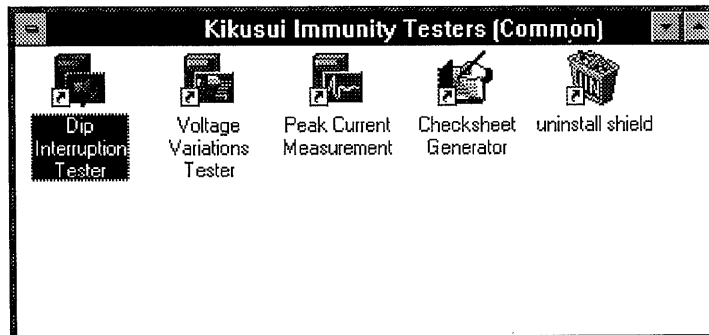 Kikusui Immunity Testers (Common)
Dip
Interruption
Tester
Voltage
Variations
Tester
Peak Current
Measurement
Checksheet
Generator
uninstall shield